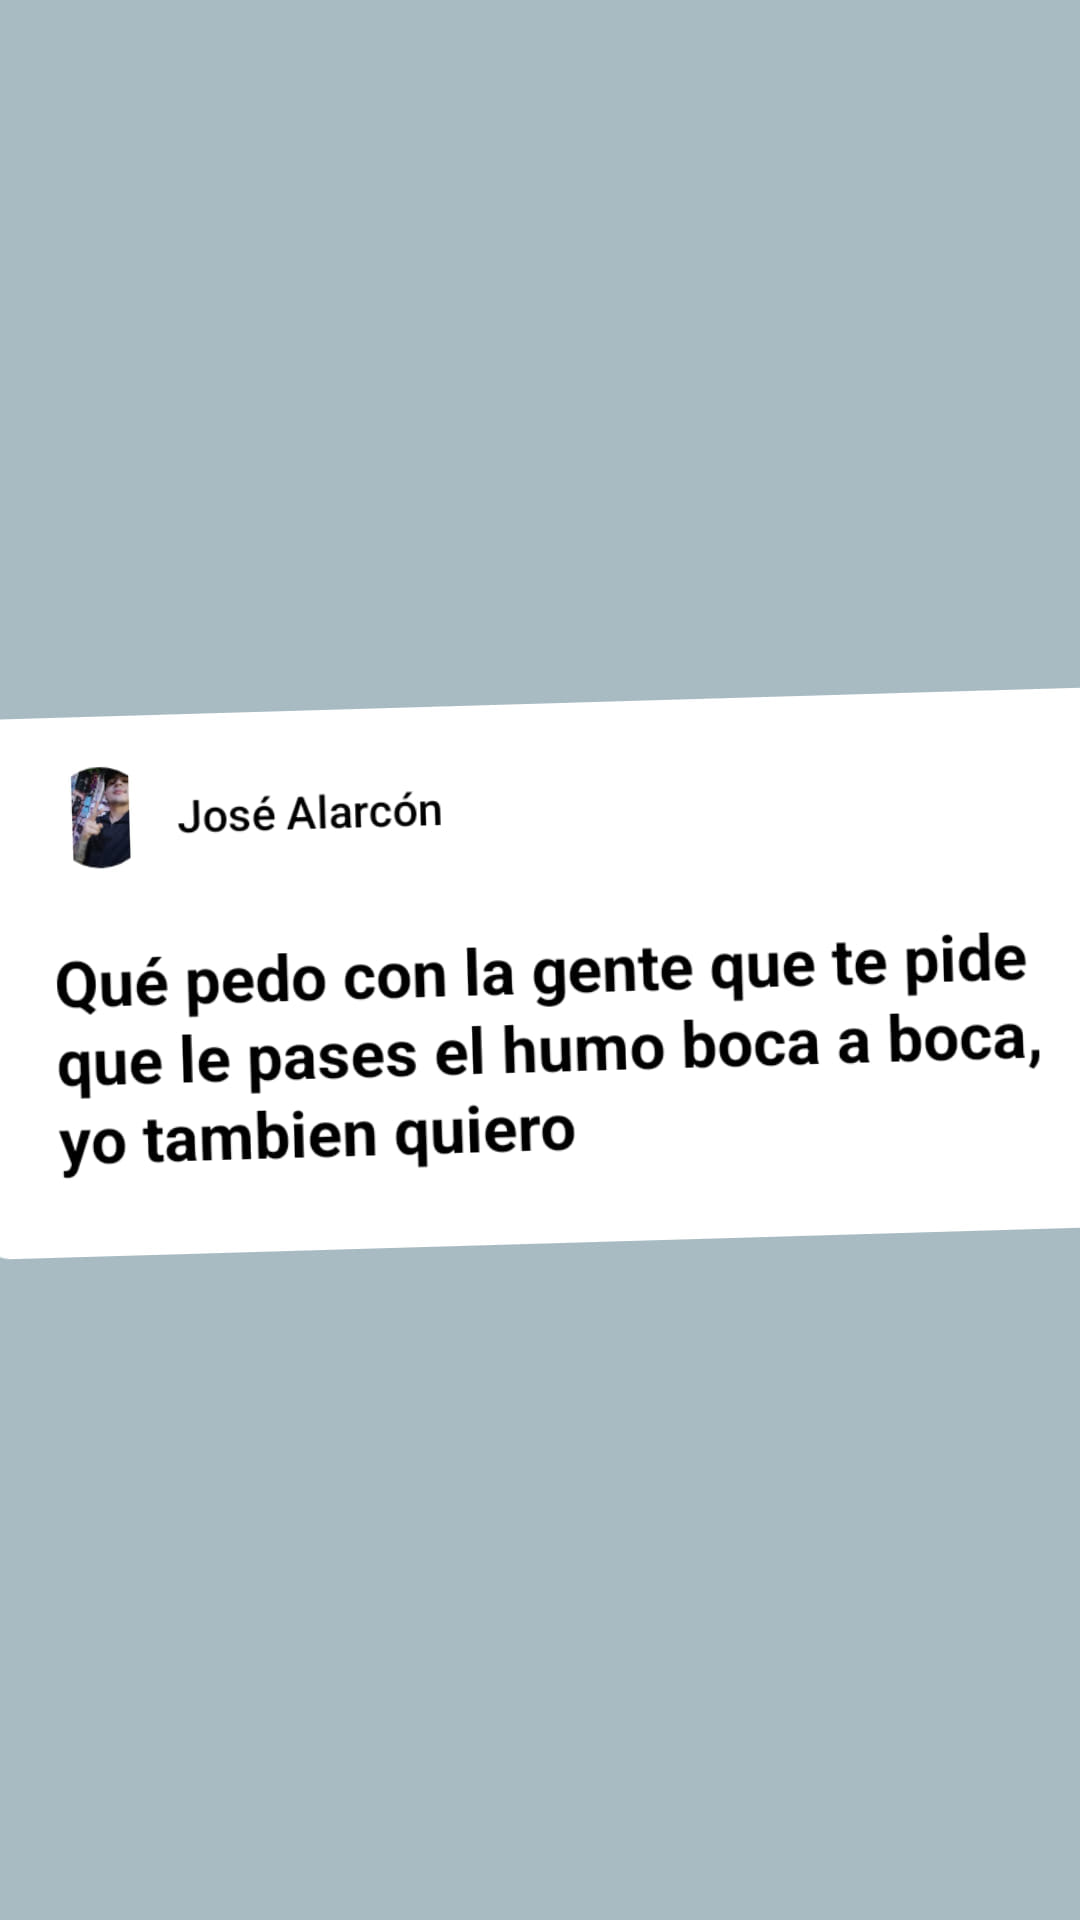 José Alarcón
Qué pedo con la gente que te pide
que le pases el humo boca a boca,
yo tambien quiero